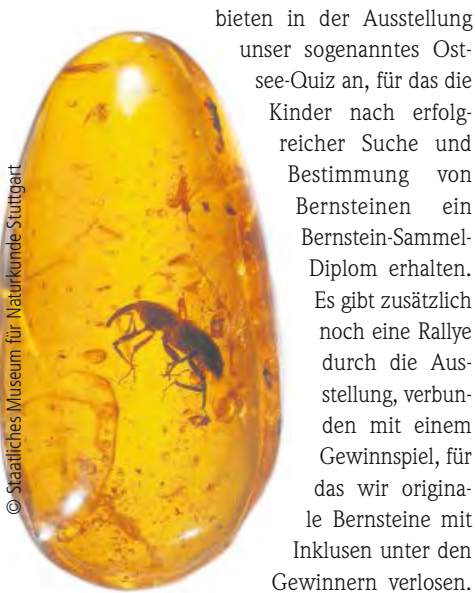 bieten in der Ausstellung
unser sogenanntes Ost-
see-Quiz an, für das die
Kinder nach erfolg-
reicher Suche und
Bestimmung von
Bernsteinen ein
Bernstein-Sammel-
Diplom erhalten.
Es gibt zusätzlich
noch eine Rallye
durch die Aus-
stellung, verbun-
den mit einem
Gewinnspiel, für
das wir origina-
le Bernsteine mit
Inklusen unter den
Gewinnern verlosen.
© Staatliches Museum für Naturkunde Stuttgart